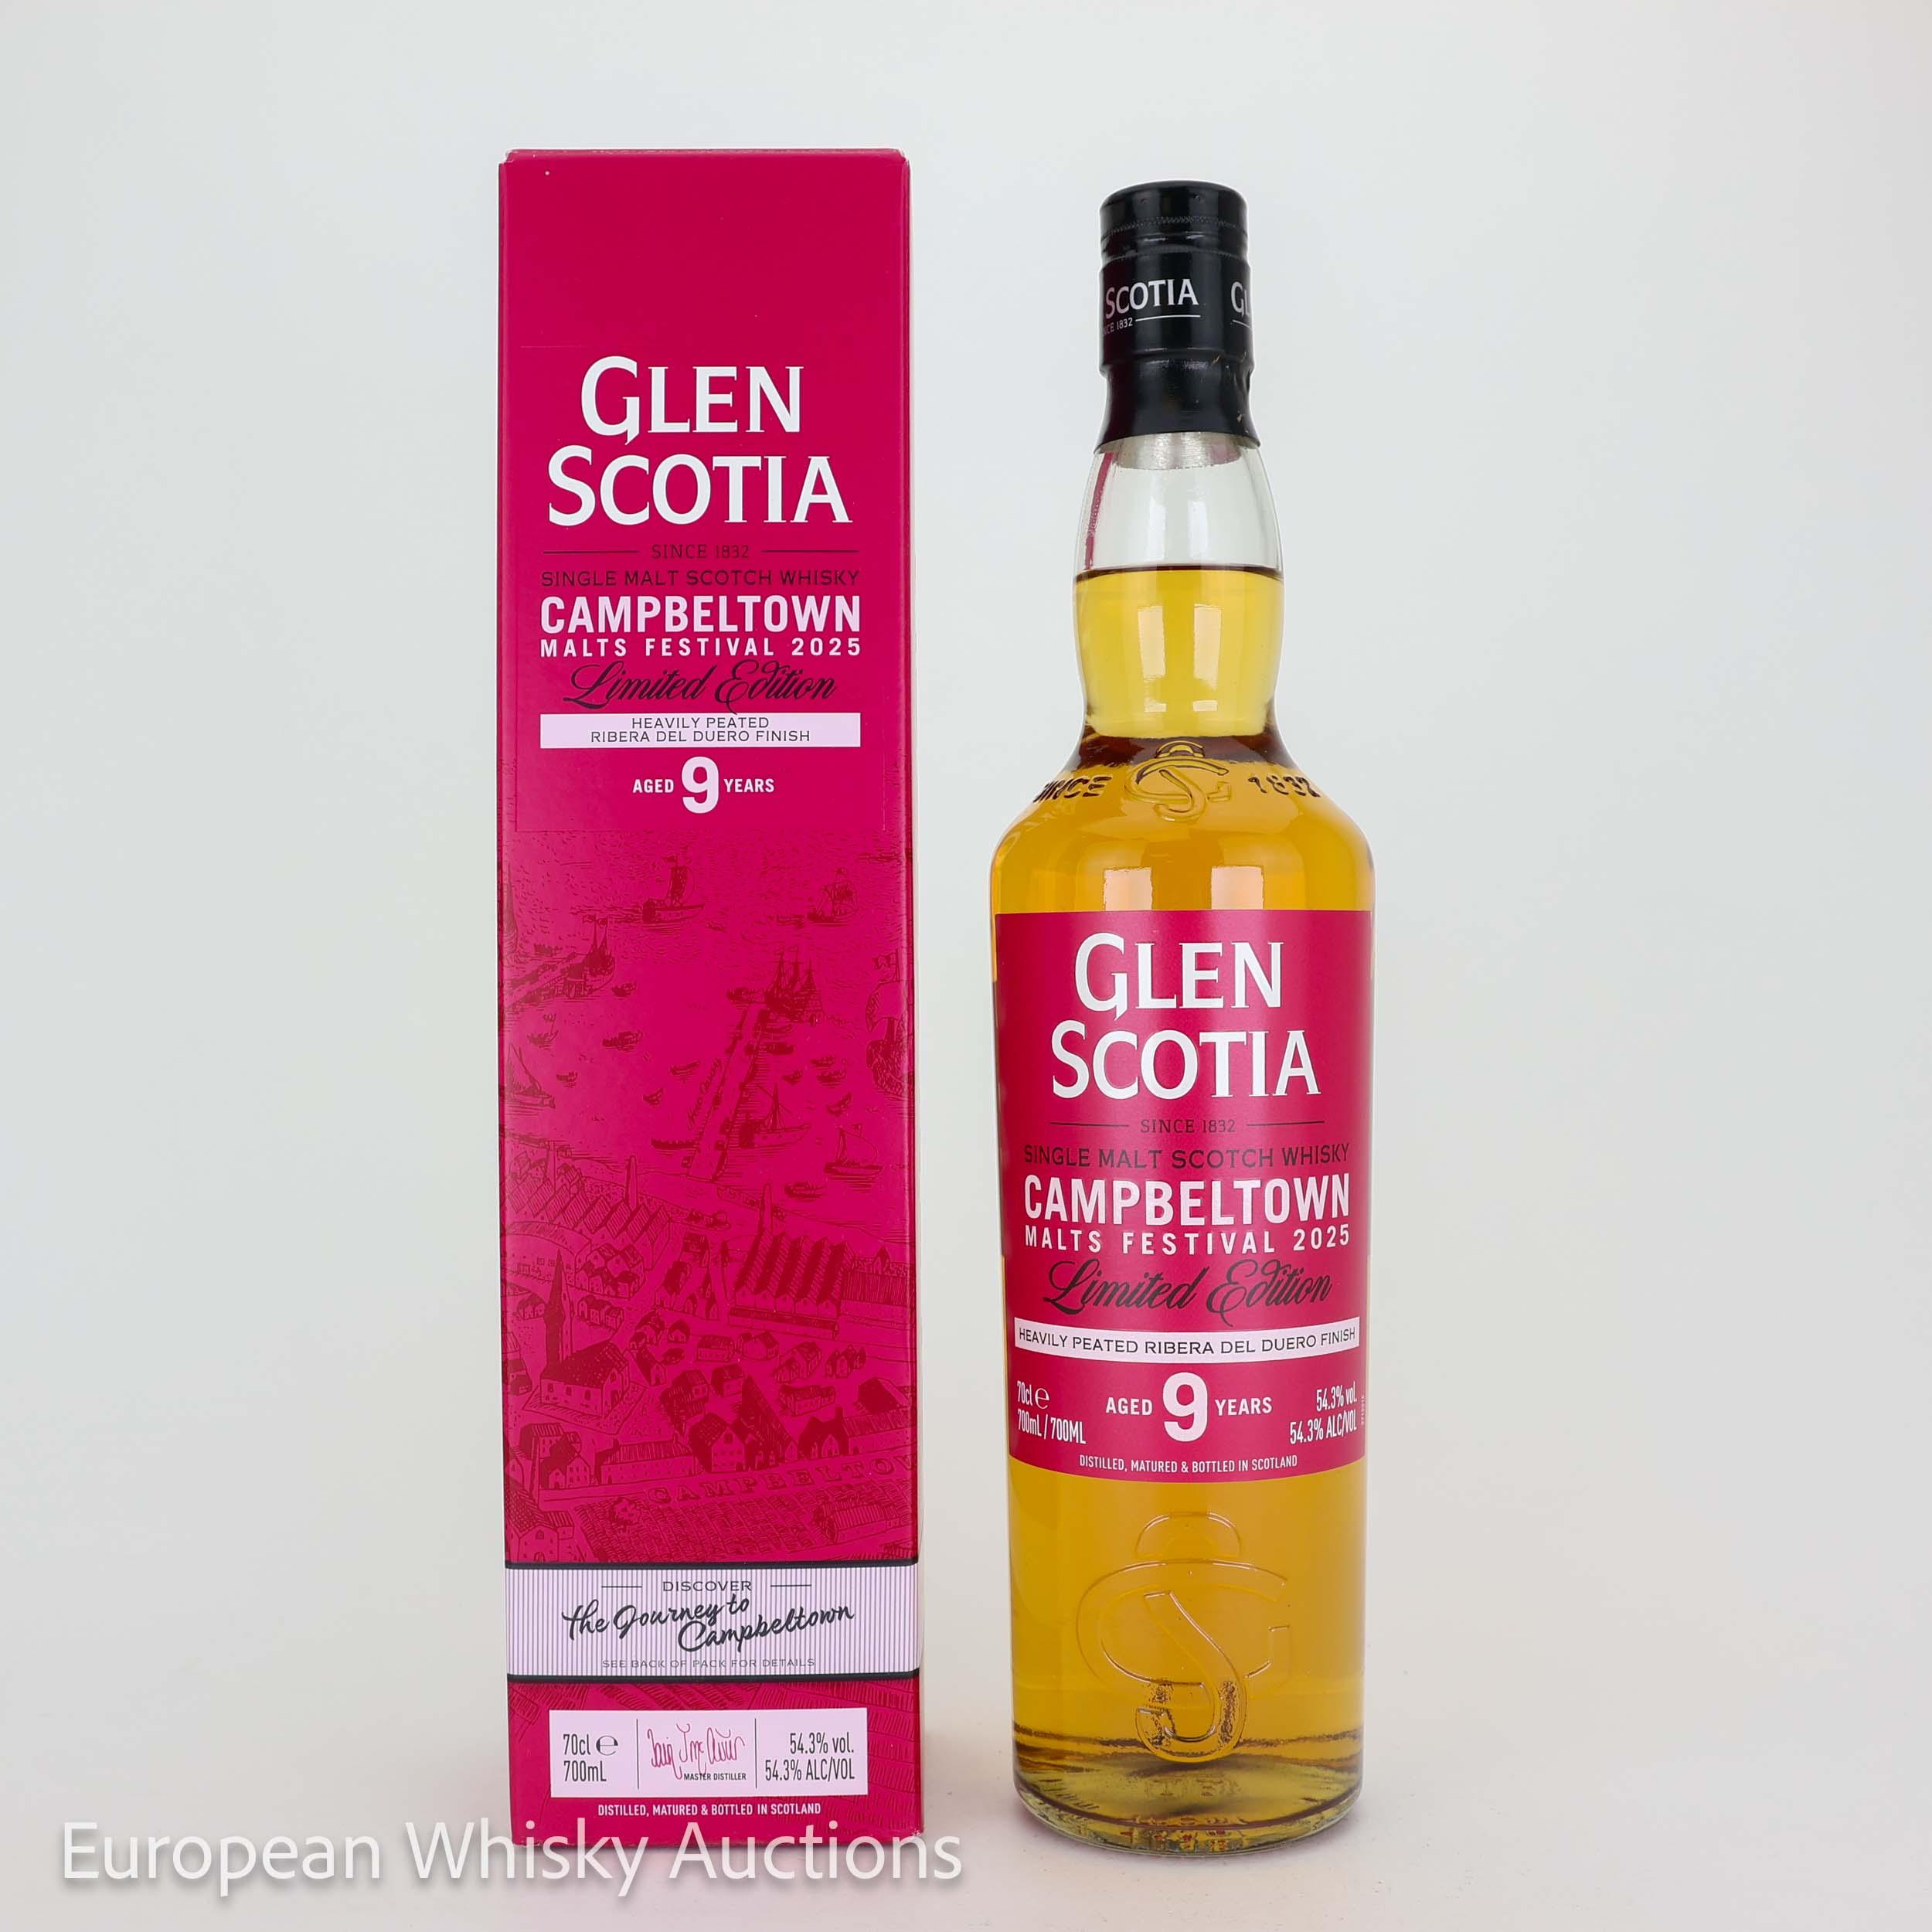 GLEN
SCOTIA
SINCE 1832
SINGLE MALT SCOTCH WHISKY
CAMPBELTOWN
MALTS FESTIVAL 2025
Limited Edition
HEAVILY PEATED
RIBERA DEL DUERO FINISH
AGED 9 YEARS
CAMPBELTOW
DISCOVER
the Journey to
Campbeltown
SEE BACK OF PACK FOR DETAILS
70cl e
700mL
MASTER DISTILLER
54.3% vol.
54.3% ALC/VOL
DISTILLED, MATURED & BOTTLED IN SCOTLAND
SCOTIA GL
NCE 1832
SINCE SG 1832
GLEN
SCOTIA
SINCE 1832
SINGLE MALT SCOTCH WHISKY
CAMPBELTOWN
MALTS FESTIVAL 2025
Limited Edition
HEAVILY PEATED RIBERA DEL DUERO FINISH
70cl e
700mL / 700ML
AGED 9 YEARS
54.3% vol.
54.3% ALC/VOL
DISTILLED, MATURED & BOTTLED IN SCOTLAND
SG
European Whisky Auctions